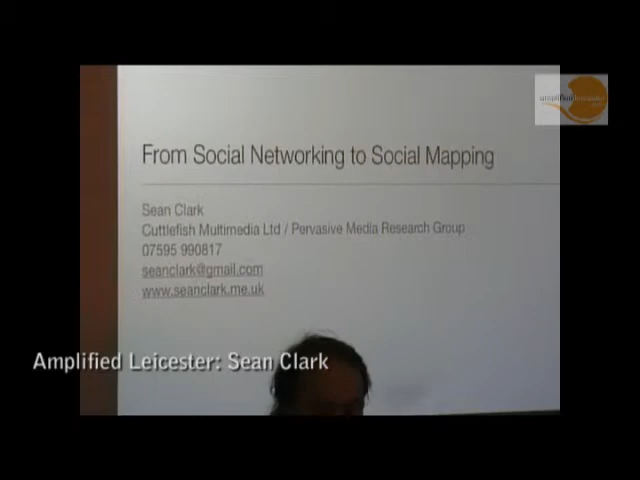 From Social Networking to Social Mapping
Sean Clark
Cuttlefish Multimedia Ltd / Pervasive Media Research Group
07595 990817
seanclark@gmail.com
www.seanclark.me.uk
Amplified Leicester: Sean Clark